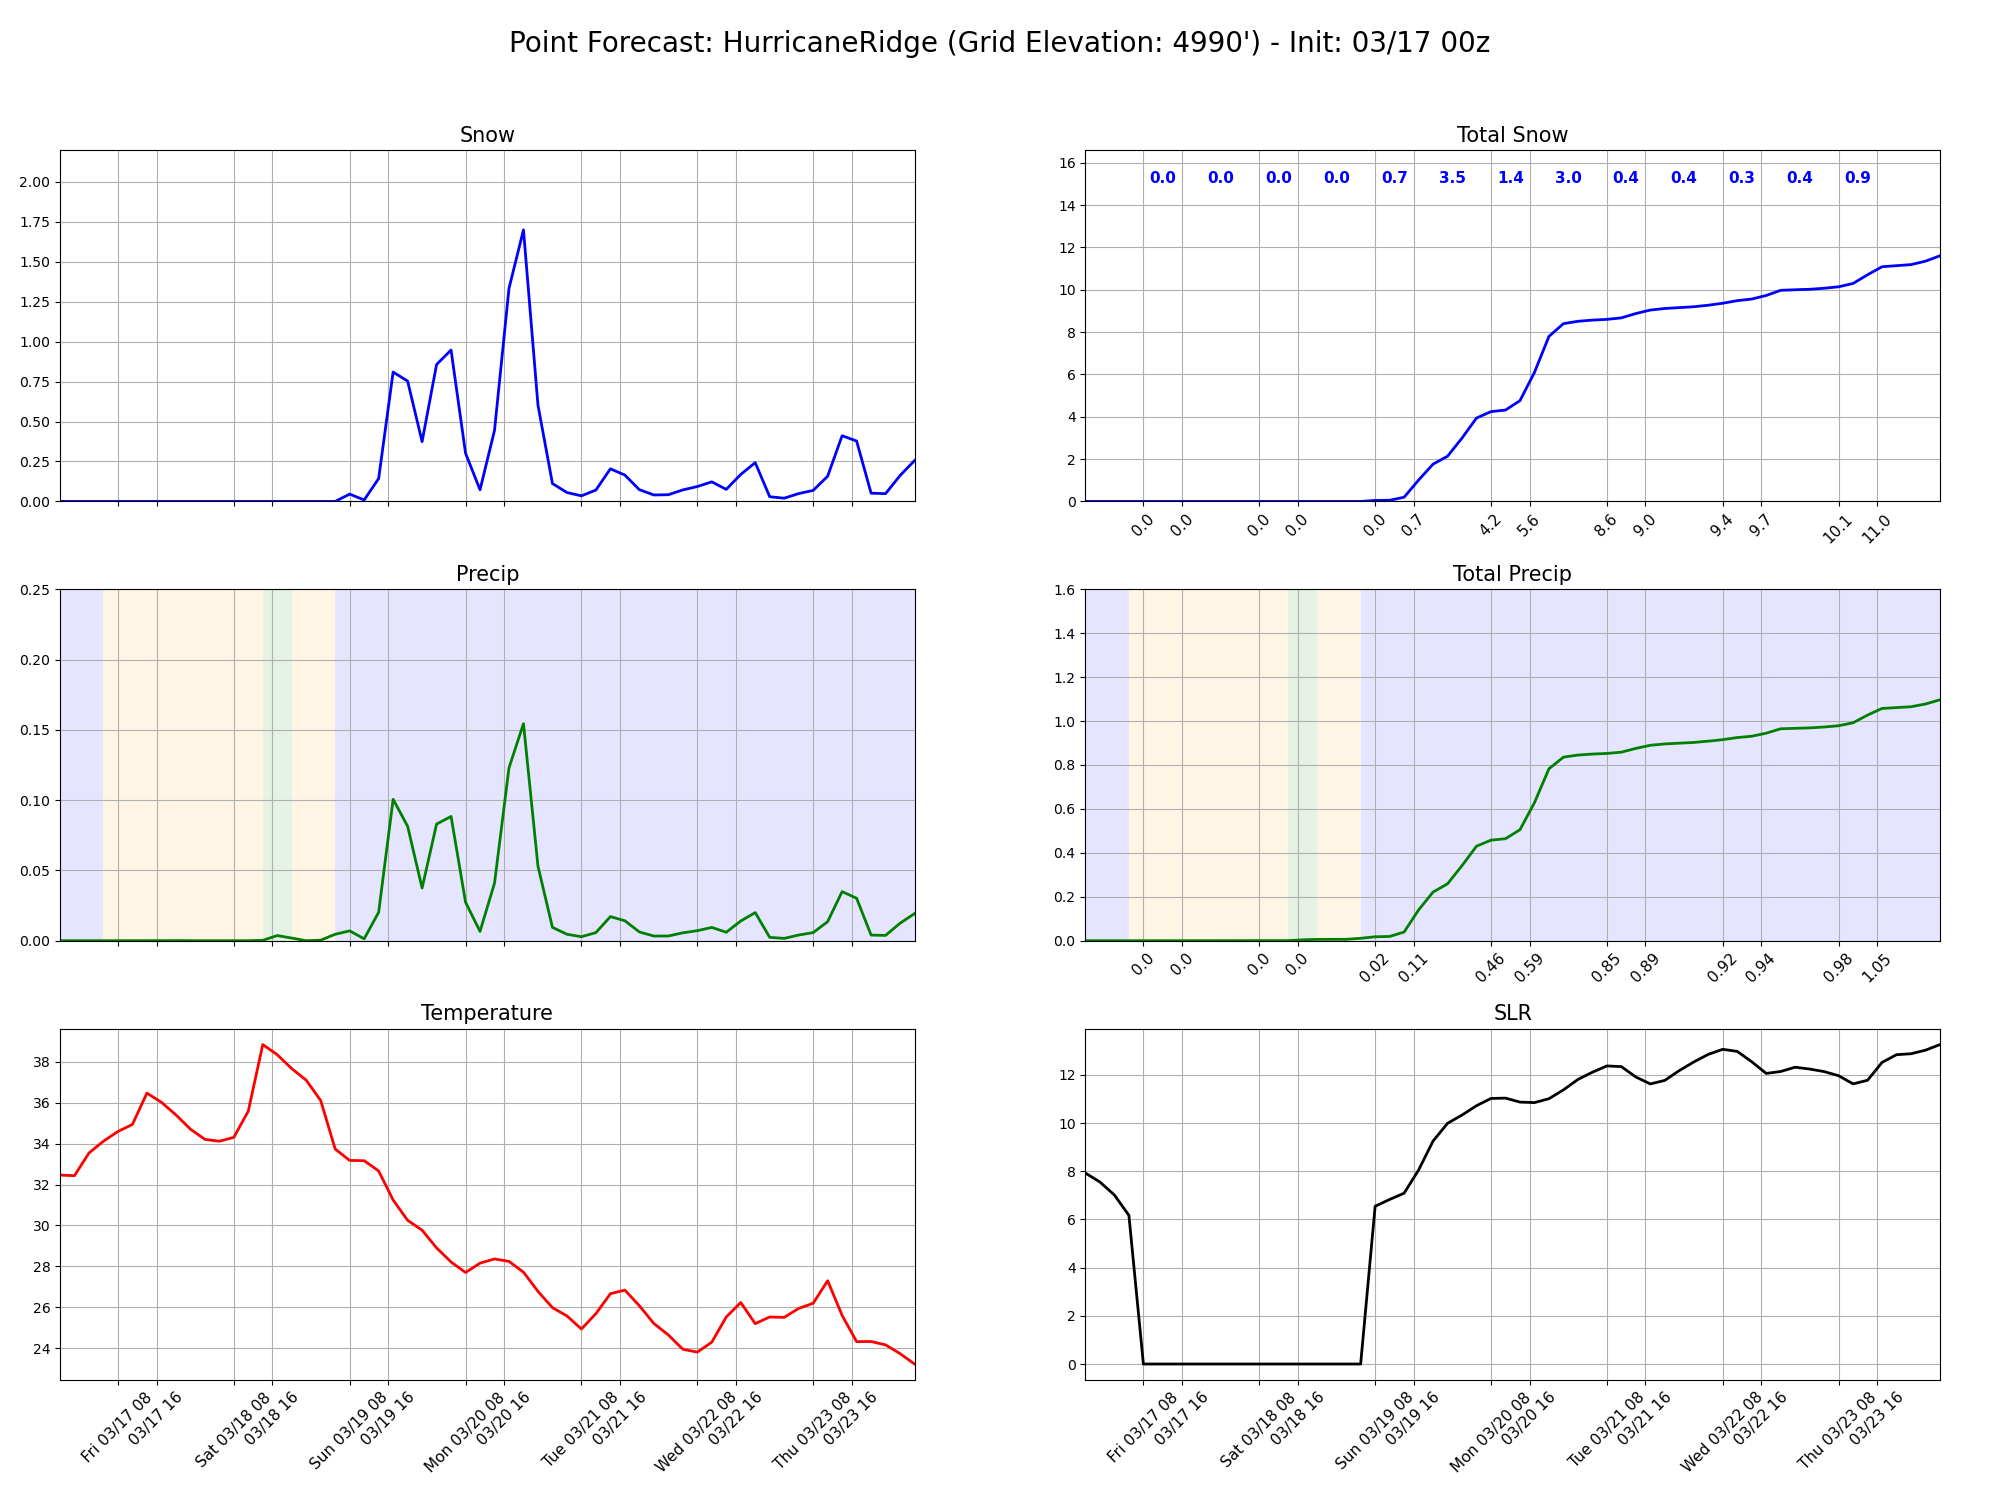 Point Forecast: HurricaneRidge (Grid Elevation: 4990') - Init: 03/17 00z
Snow
2.00
1.75
1.50
1.25
1.00
0.75
0.50
0.25
0.00
Total Snow
16
14
12
10
8
6
4
2
0
0.0 0.0 0.0 0.0 0.7 3.5 1.4 3.0 0.4 0.4 0.3 0.4 0.9
0.0 0.0 0.0 0.0 0.0 0.7 4.2 5.6 8.6 9.0 9.4 9.7 10.1 11.0
Precip
0.25
0.20
0.15
0.10
0.05
0.00
Total Precip
1.6
1.4
1.2
1.0
0.8
0.6
0.4
0.2
0.0
0.0 0.0 0.0 0.0 0.02 0.11 0.46 0.59 0.85 0.89 0.92 0.94 0.98 1.05
Temperature
38
36
34
32
30
28
26
24
Fri 03/17 08
03/17 16
Sat 03/18 08
03/18 16
Sun 03/19 08
03/19 16
Mon 03/20 08
03/20 16
Tue 03/21 08
03/21 16
Wed 03/22 08
03/22 16
Thu 03/23 08
03/23 16
SLR
12
10
8
6
4
2
0
Fri 03/17 08
03/17 16
Sat 03/18 08
03/18 16
Sun 03/19 08
03/19 16
Mon 03/20 08
03/20 16
Tue 03/21 08
03/21 16
Wed 03/22 08
03/22 16
Thu 03/23 08
03/23 16